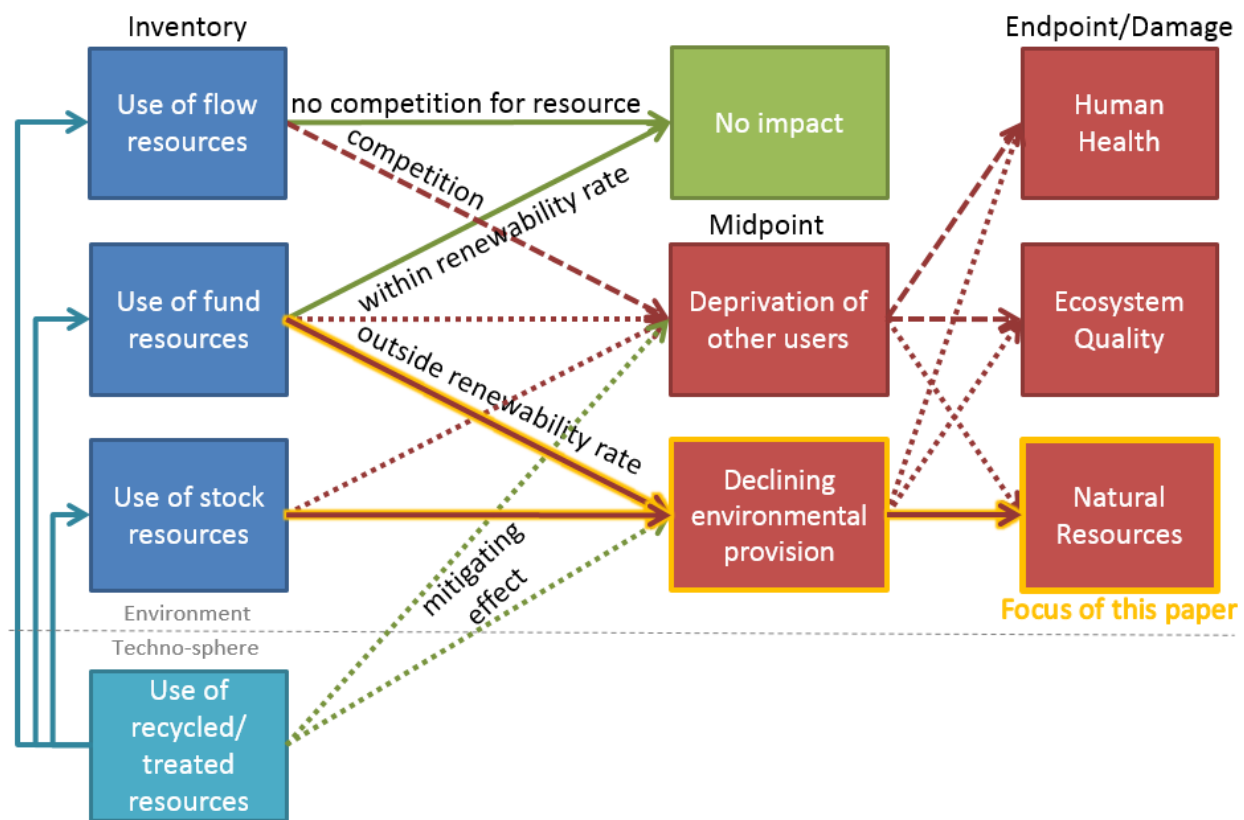 Inventory
Endpoint/Damage
Use of flow
resources
no competition for resource
competition
No impact
Human
Health
within renewability rate
Midpoint
Use of fund
resources
Deprivation of
other users
Ecosystem
Quality
outside renewability rate
Use of stock
resources
Declining
environmental
provision
Natural
Resources
mitigating
effect
Environment
Focus of this paper
Techno-sphere
Use of
recycled/
treated
resources